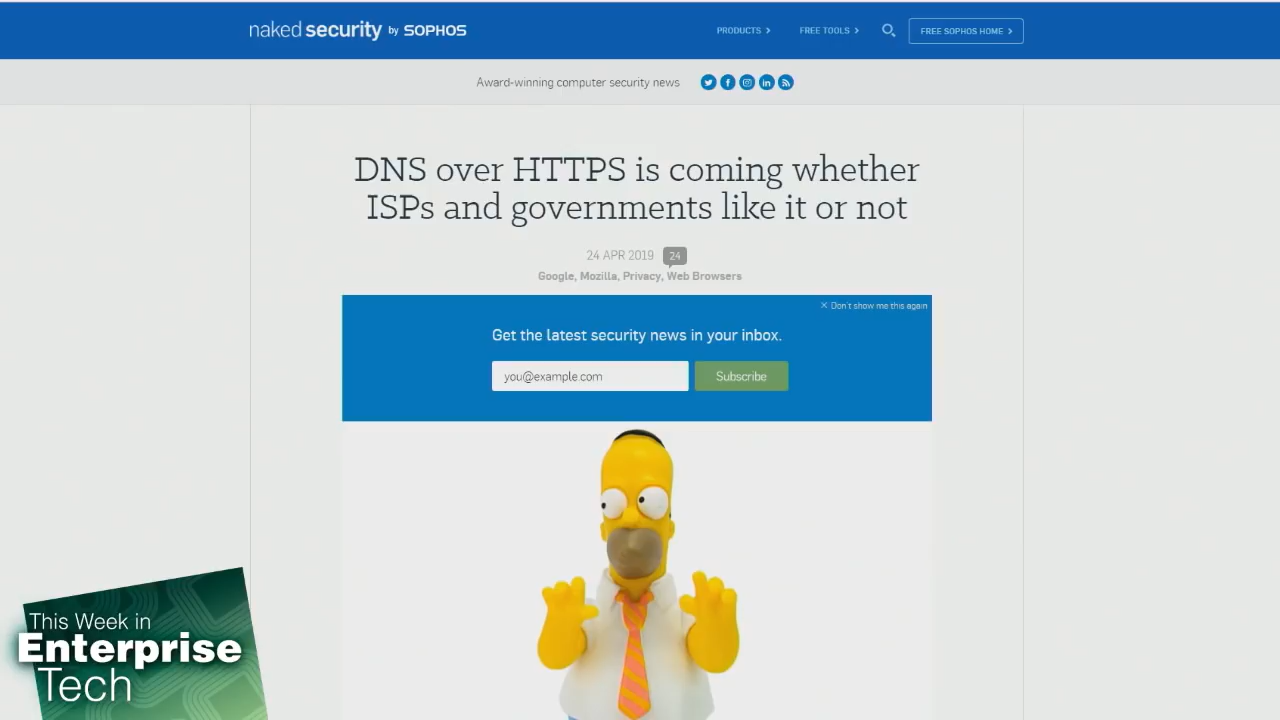 naked security by SOPHOS
PRODUCTS
FREE TOOLS
FREE SOPHOS HOME
Award-winning computer security news
DNS over HTTPS is coming whether
ISPs and governments like it or not
24 APR 2019 24
Google, Mozilla, Privacy, Web Browsers
Don't show me this again
Get the latest security news in your inbox.
you@example.com
Subscribe
This Week in
Enterprise
Tech